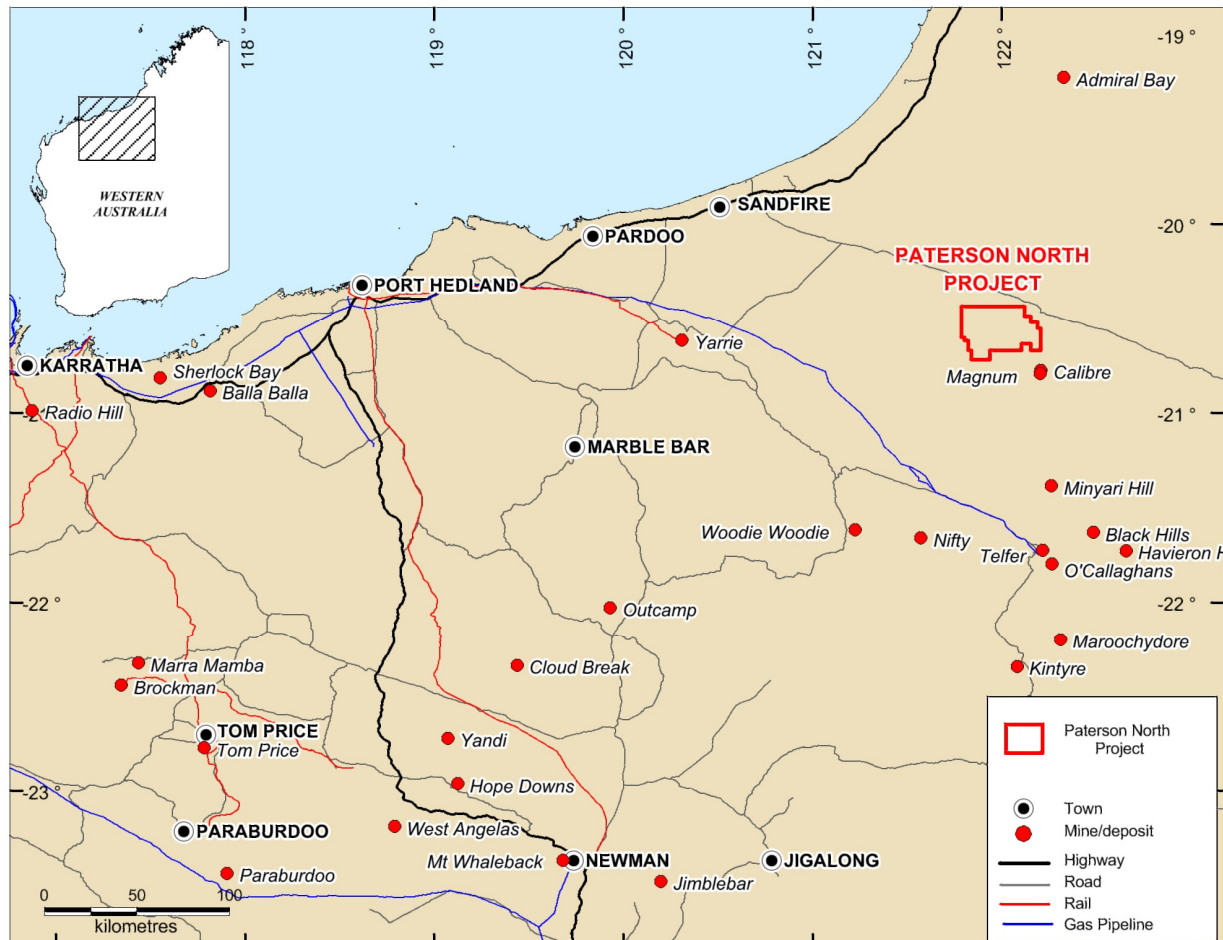 118 °
119 °
120 °
121 °
122 °
-19 °
Admiral Bay
WESTERN
AUSTRALIA
SANDFIRE
-20 °
PARDOO
PATERSON NORTH
PROJECT
PORT HEDLAND
Yarrie
KARRATHA
Sherlock Bay
Magnum
Calibre
Balla Balla
Radio Hill
-21 °
MARBLE BAR
Minyari Hill
Woodie Woodie
Nifty
Black Hills
Telfer
Havieron H
O'Callaghans
-22 °
-22 °
Outcamp
Maroochydore
Marra Mamba
Cloud Break
Kintyre
Brockman
TOM PRICE
Tom Price
Yandi
Hope Downs
-23 °
PARABURDOO
West Angelas
Mt Whaleback
NEWMAN
JIGALONG
Paraburdoo
Jimblebar
0 50 100
kilometres
Paterson North
Project
Town
Mine/deposit
Highway
Road
Rail
Gas Pipeline